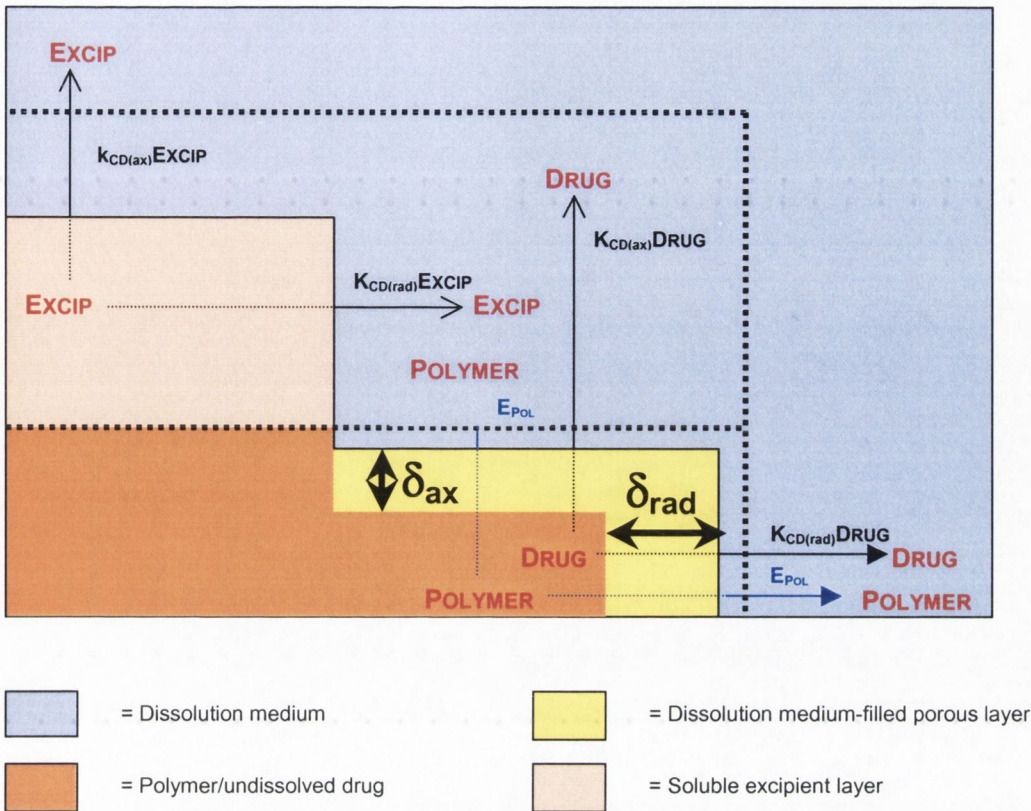 EXCIP
kCD(ax)EXCIP
DRUG
KCD(ax)DRUG
EXCIP
KCD(rad)EXCIP
EXCIP
POLYMER
EPOL
δax
δrad
DRUG
KCD(rad)DRUG
DRUG
EPOL
POLYMER
POLYMER
= Dissolution medium
= Dissolution medium-filled porous layer
= Polymer/undissolved drug
= Soluble excipient layer